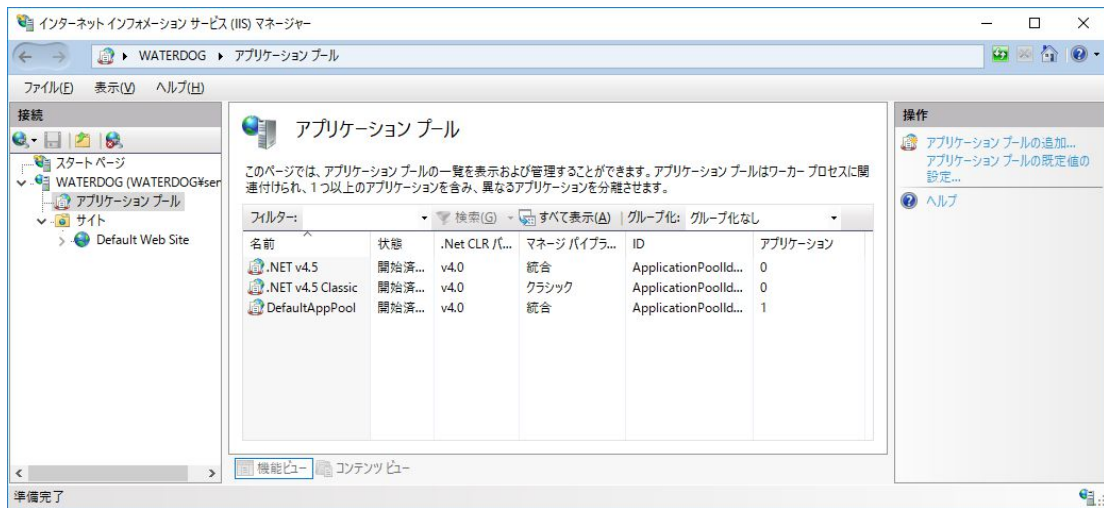 インターネット インフォメーション サービス (IIS) マネージャー
WATERDOG
アプリケーション プール
ファイル(F) 表示(V) ヘルプ(H)
接続
スタート ページ
WATERDOG (WATERDOG¥ser
アプリケーション プール
サイト
Default Web Site
アプリケーション プール
このページでは、アプリケーション プールの一覧を表示および管理することができます。アプリケーション プールはワーカー プロセスに関
連付けられ、1 つ以上のアプリケーションを含み、異なるアプリケーションを分離させます。
フィルター: 検索(G) すべて表示(A) グループ化: グループ化なし
名前 状態 .Net CLR バ... マネージ パイプラ... ID アプリケーション
.NET v4.5 開始済... v4.0 統合 ApplicationPoolId... 0
.NET v4.5 Classic 開始済... v4.0 クラシック ApplicationPoolId... 0
DefaultAppPool 開始済... v4.0 統合 ApplicationPoolId... 1
機能ビュー コンテンツ ビュー
操作
アプリケーション プールの追加...
アプリケーション プールの既定値の
設定...
ヘルプ
準備完了